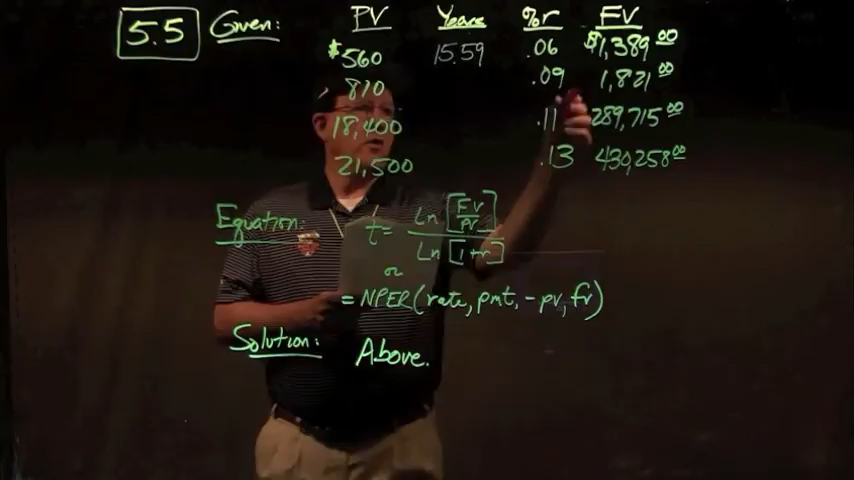 5.5 Given: PV Years %r FV
$560 15.59 .06 $1,389 00
810 .09 1,821 00
18,400 .11 289,715 00
21,500 .13 430,258 00
Equation: t = Ln [FV/PV] / Ln [1+r]
or
= NPER(rate, pmt, -pv, fv)
Solution: Above.